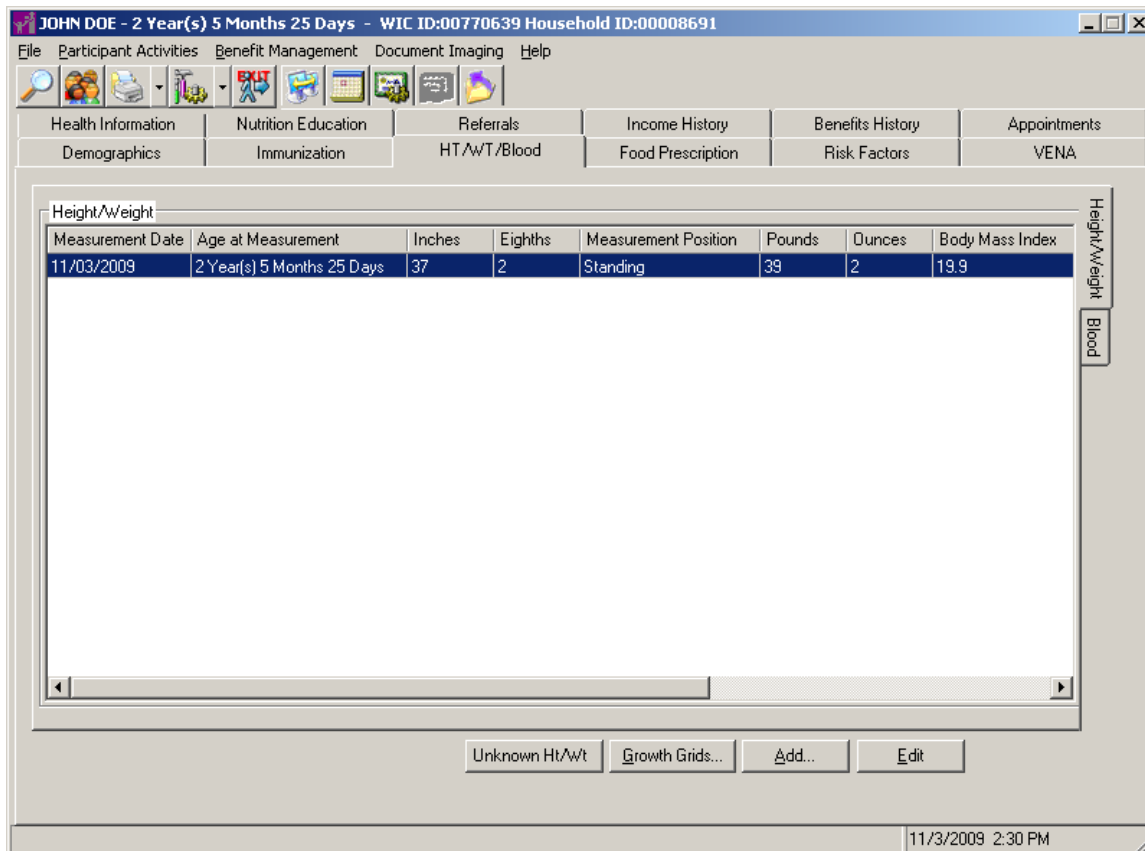 JOHN DOE - 2 Year(s) 5 Months 25 Days - WIC ID:00770639 Household ID:00008691
File Participant Activities Benefit Management Document Imaging Help
EXIT
Health Information Nutrition Education Referrals Income History Benefits History Appointments
Demographics Immunization HT/WT/Blood Food Prescription Risk Factors VENA
Height/Weight
Measurement Date Age at Measurement Inches Eighths Measurement Position Pounds Ounces Body Mass Index
11/03/2009 2 Year(s) 5 Months 25 Days 37 2 Standing 39 2 19.9
Height/Weight
Blood
Unknown Ht/Wt Growth Grids... Add... Edit
11/3/2009 2:30 PM